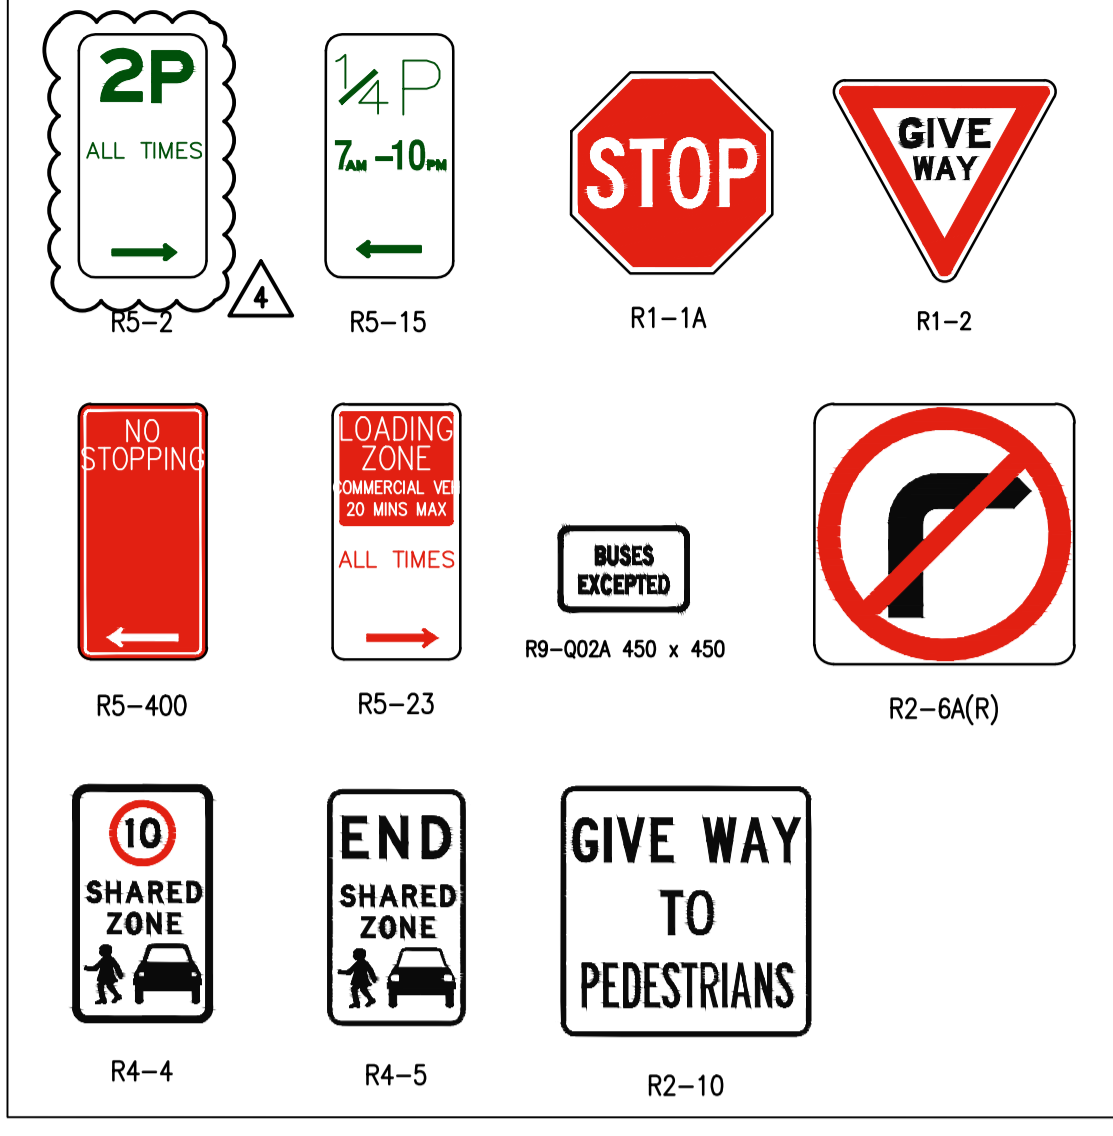 2P
ALL TIMES
R5-2
4
1/4 P
7AM -10PM
R5-15
STOP
R1-1A
GIVE
WAY
R1-2
NO
STOPPING
R5-400
LOADING
ZONE
COMMERCIAL VEH
20 MINS MAX
ALL TIMES
R5-23
BUSES
EXCEPTED
R9-Q02A 450 x 450
R2-6A(R)
10
SHARED
ZONE
R4-4
END
SHARED
ZONE
R4-5
GIVE WAY
TO
PEDESTRIANS
R2-10